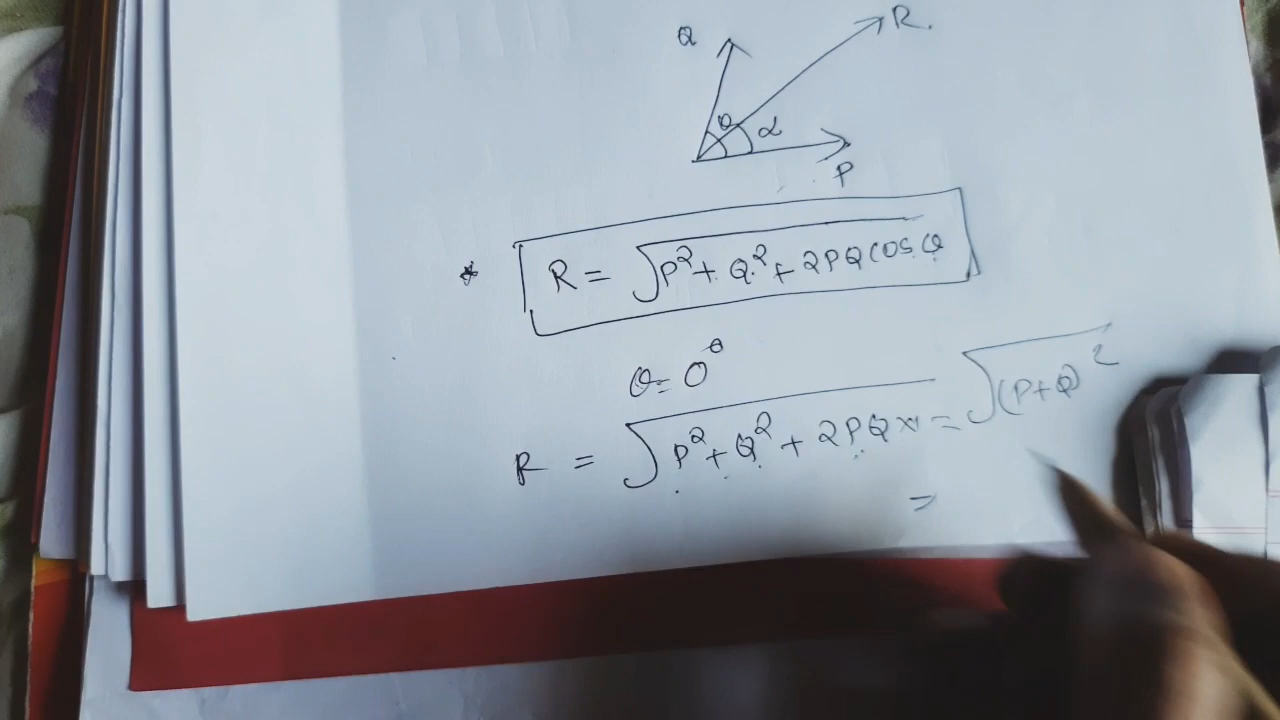 Q
R.
θ
α
P
* R = √P²+ Q²+ 2PQ cos θ
θ = 0°
R = √P²+Q²+ 2PQ×1 = √(P+Q)²
=